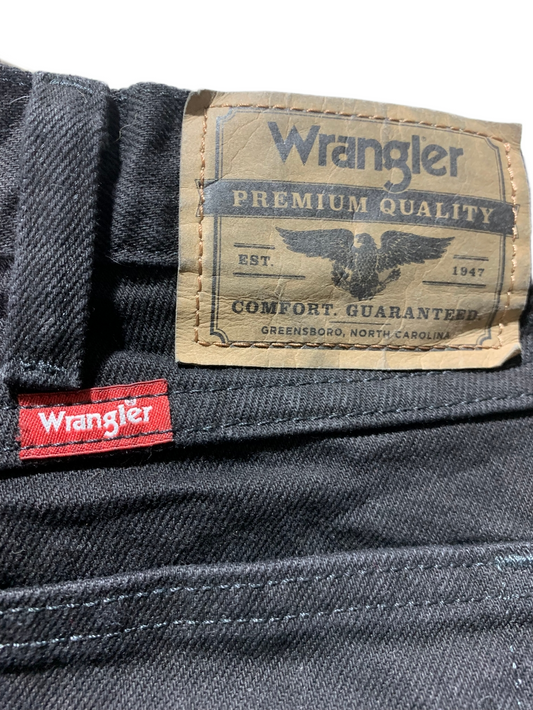 Wrangler
PREMIUM QUALITY
EST. 1947
COMFORT. GUARANTEED.
GREENSBORO, NORTH CAROLINA
Wrangler